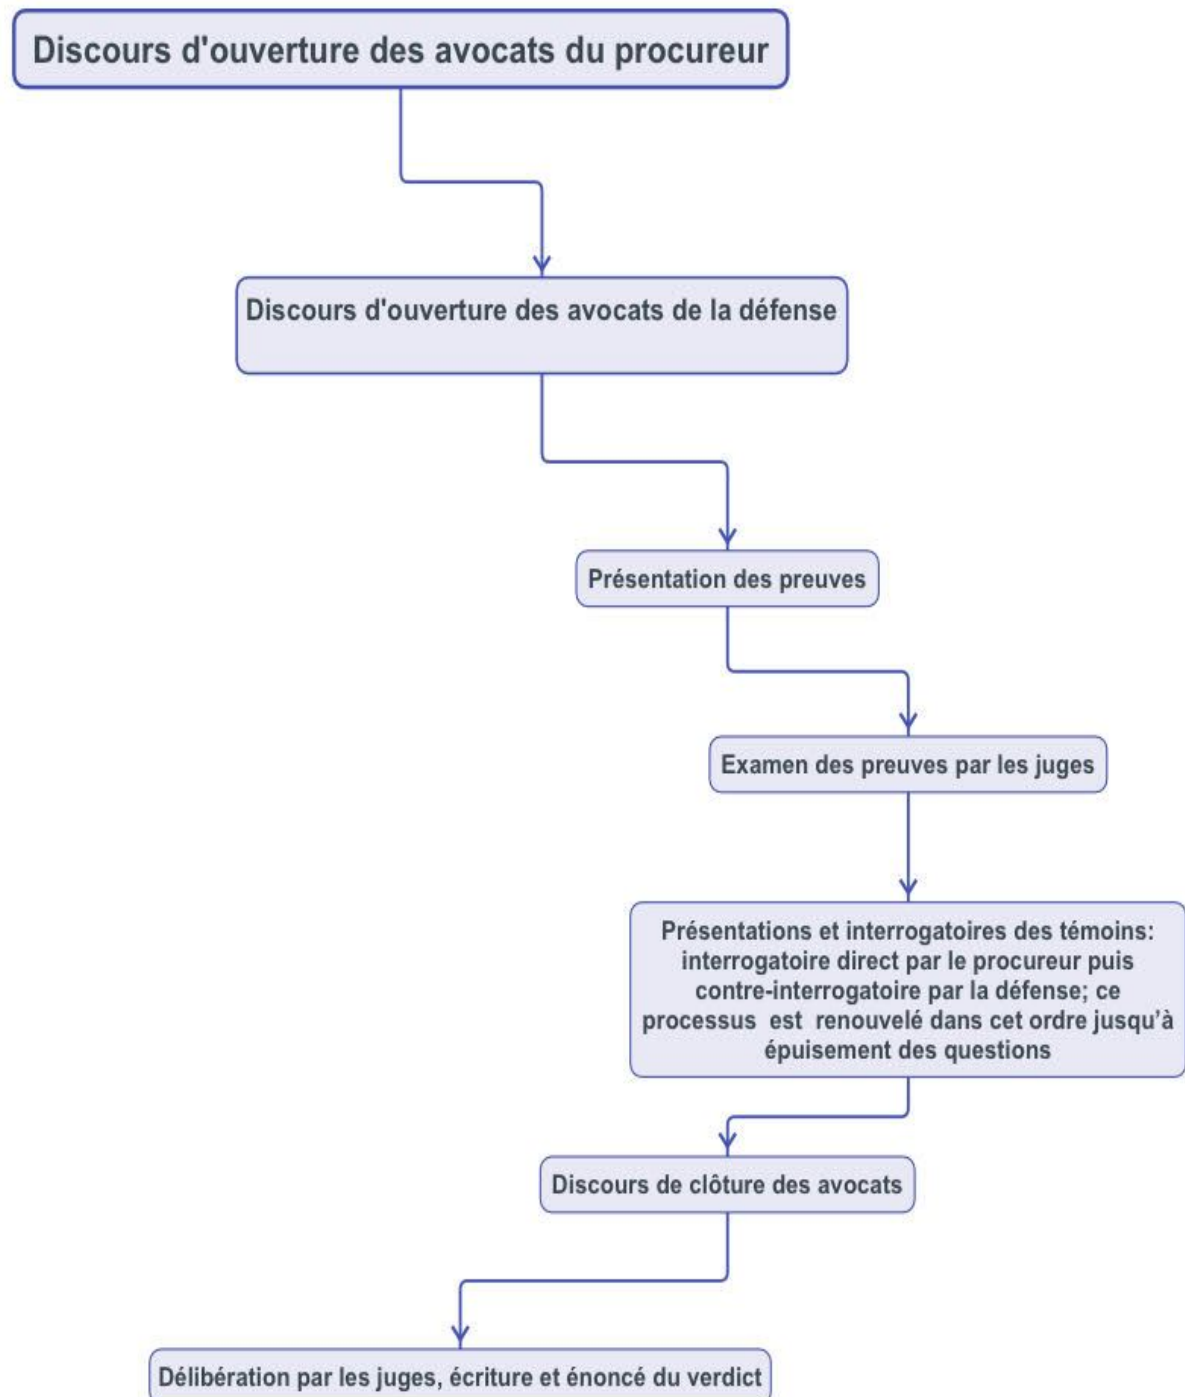 Discours d'ouverture des avocats du procureur
Discours d'ouverture des avocats de la défense
Présentation des preuves
Examen des preuves par les juges
Présentations et interrogatoires des témoins:
interrogatoire direct par le procureur puis
contre-interrogatoire par la défense; ce
processus est renouvelé dans cet ordre jusqu’à
épuisement des questions
Discours de clôture des avocats
Délibération par les juges, écriture et énoncé du verdict